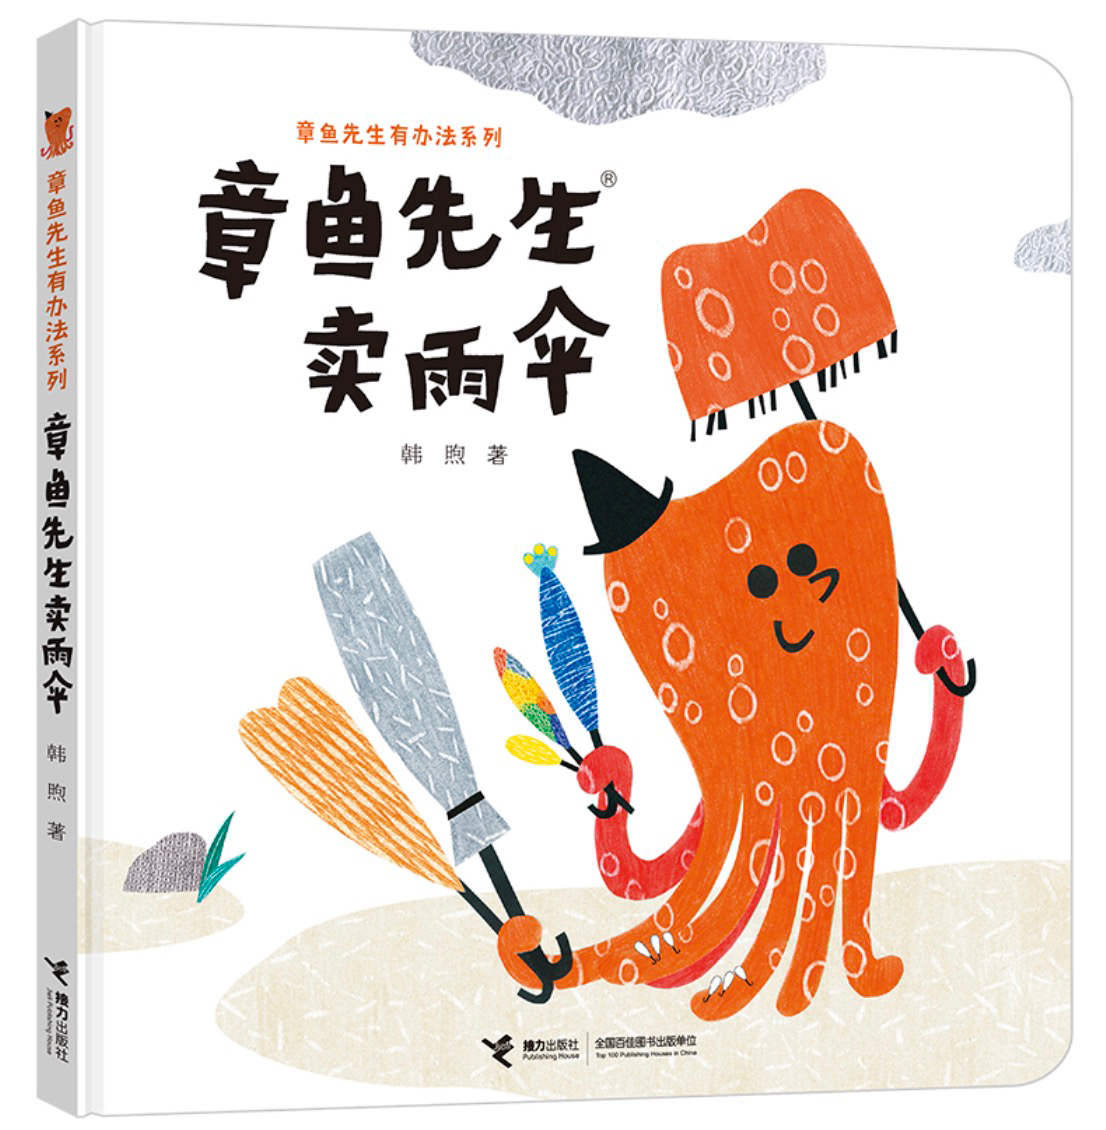 章鱼先生有办法系列
章鱼先生®
卖雨伞
韩煦 著
接力出版社
Publishing House
全国百佳图书出版单位
Top 100 Publishing Houses in China
章鱼先生有办法系列
章鱼先生卖雨伞
韩煦 著
接力出版社
Jieli Publishing House